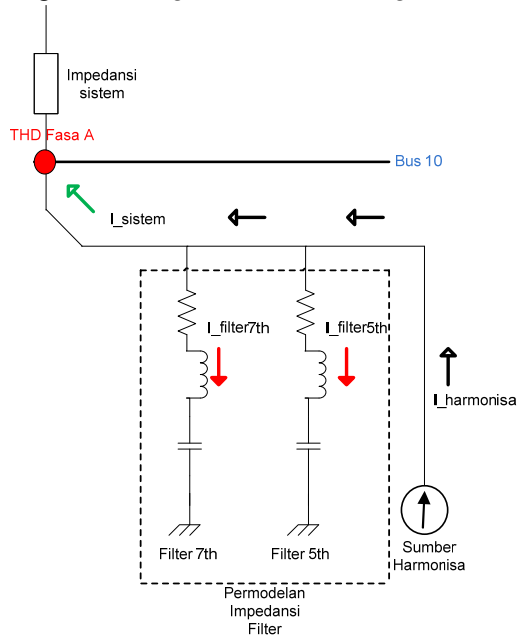 Impedansi
sistem
THD Fasa A
Bus 10
I_sistem
I_filter7th
I_filter5th
I_harmonisa
Filter 7th
Filter 5th
Sumber
Harmonisa
Permodelan
Impedansi
Filter